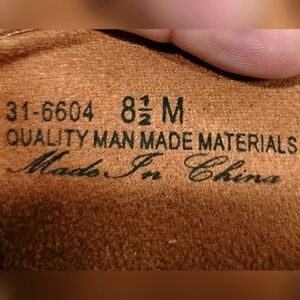 31-6604 8½ M
QUALITY MAN MADE MATERIALS
Made In China